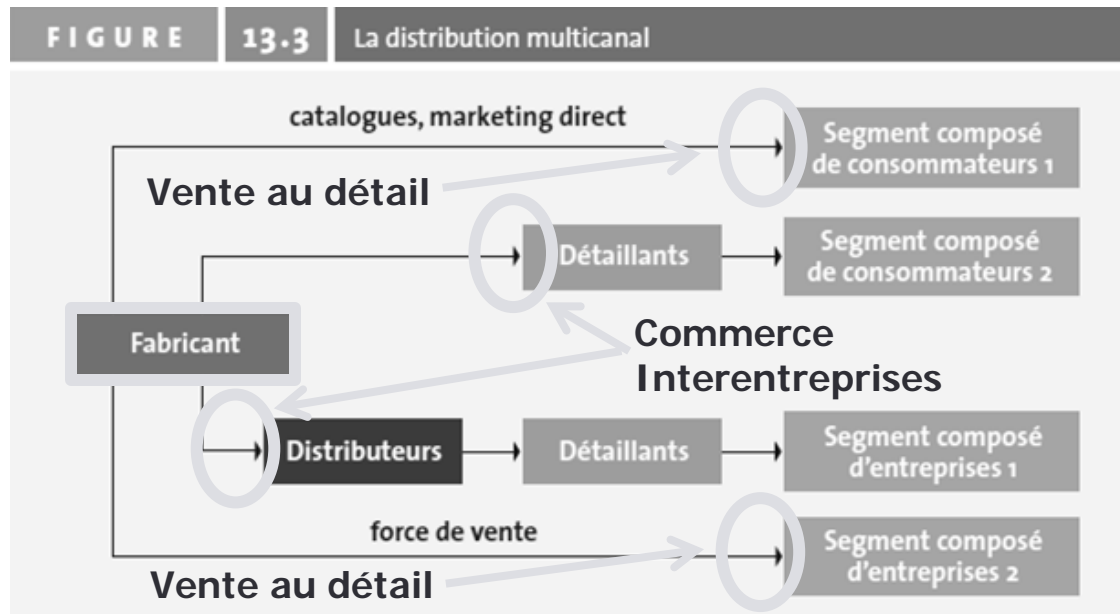 FIGURE 13.3 La distribution multicanal
catalogues, marketing direct
Segment composé
de consommateurs 1
Vente au détail
Détaillants
Segment composé
de consommateurs 2
Fabricant
Commerce
Interentreprises
Distributeurs
Détaillants
Segment composé
d'entreprises 1
force de vente
Segment composé
d'entreprises 2
Vente au détail